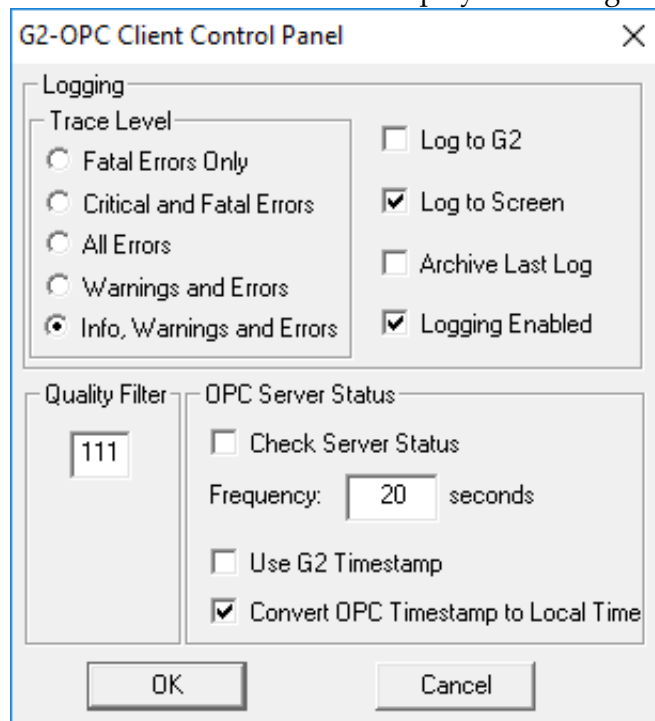 G2-OPC Client Control Panel
Logging
Trace Level
Fatal Errors Only
Critical and Fatal Errors
All Errors
Warnings and Errors
Info, Warnings and Errors
Log to G2
Log to Screen
Archive Last Log
Logging Enabled
Quality Filter
111
OPC Server Status
Check Server Status
Frequency: 20 seconds
Use G2 Timestamp
Convert OPC Timestamp to Local Time
OK
Cancel